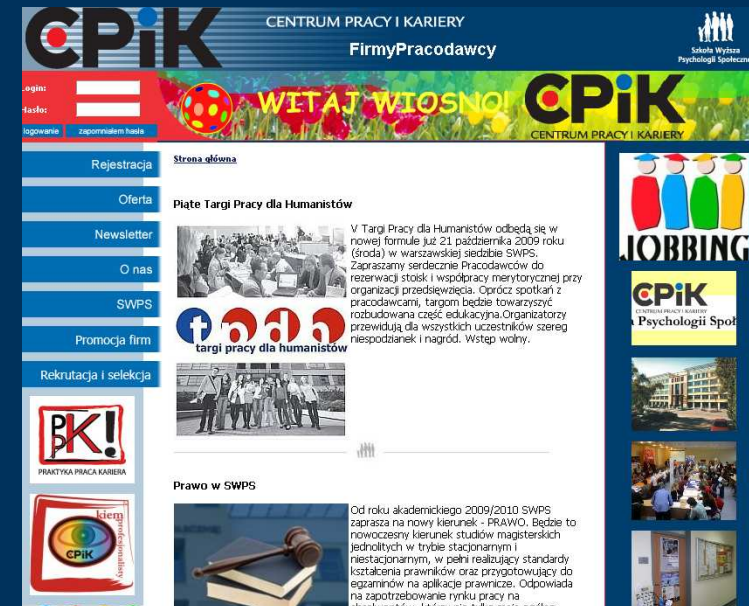 CPiK
CENTRUM PRACY I KARIERY
FirmyPracodawcy
Szkoła Wyższa
Psychologii Społeczne
Login:
Hasło:
logowanie
zapomniałem hasła
WITAJ WIOSNO!
CPiK
CENTRUM PRACY I KARIERY
Rejestracja
Oferta
Newsletter
O nas
SWPS
Promocja firm
Rekrutacja i selekcja
PPK!
PRAKTYKA PRACA KARIERA
kiem
profesjonalisty
CPiK
Strona główna
Piąte Targi Pracy dla Humanistów
V Targi Pracy dla Humanistów odbędą się w
nowej formule już 21 października 2009 roku
(środa) w warszawskiej siedzibie SWPS.
Zapraszamy serdecznie Pracodawców do
rezerwacji stoisk i współpracy merytorycznej przy
organizacji przedsięwzięcia. Oprócz spotkań z
pracodawcami, targom będzie towarzyszyć
rozbudowana część edukacyjna.Organizatorzy
przewidują dla wszystkich uczestników szereg
niespodzianek i nagród. Wstęp wolny.
targi pracy dla humanistów
Prawo w SWPS
Od roku akademickiego 2009/2010 SWPS
zaprasza na nowy kierunek - PRAWO. Będzie to
nowoczesny kierunek studiów magisterskich
jednolitych w trybie stacjonarnym i
niestacjonarnym, w pełni realizujący standardy
kształcenia prawników oraz przygotowujący do
egzaminów na aplikacje prawnicze. Odpowiada
na zapotrzebowanie rynku pracy na
JOBBING
CPiK
CENTRUM PRACY I KARIERY
a Psychologii Społ